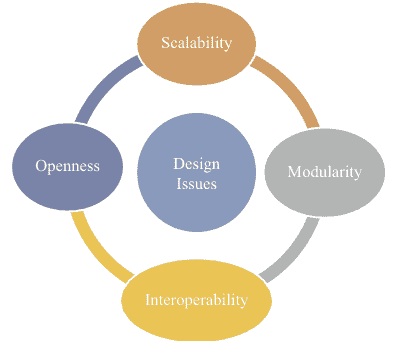 Scalability
Openness
Design
Issues
Modularity
Interoperability